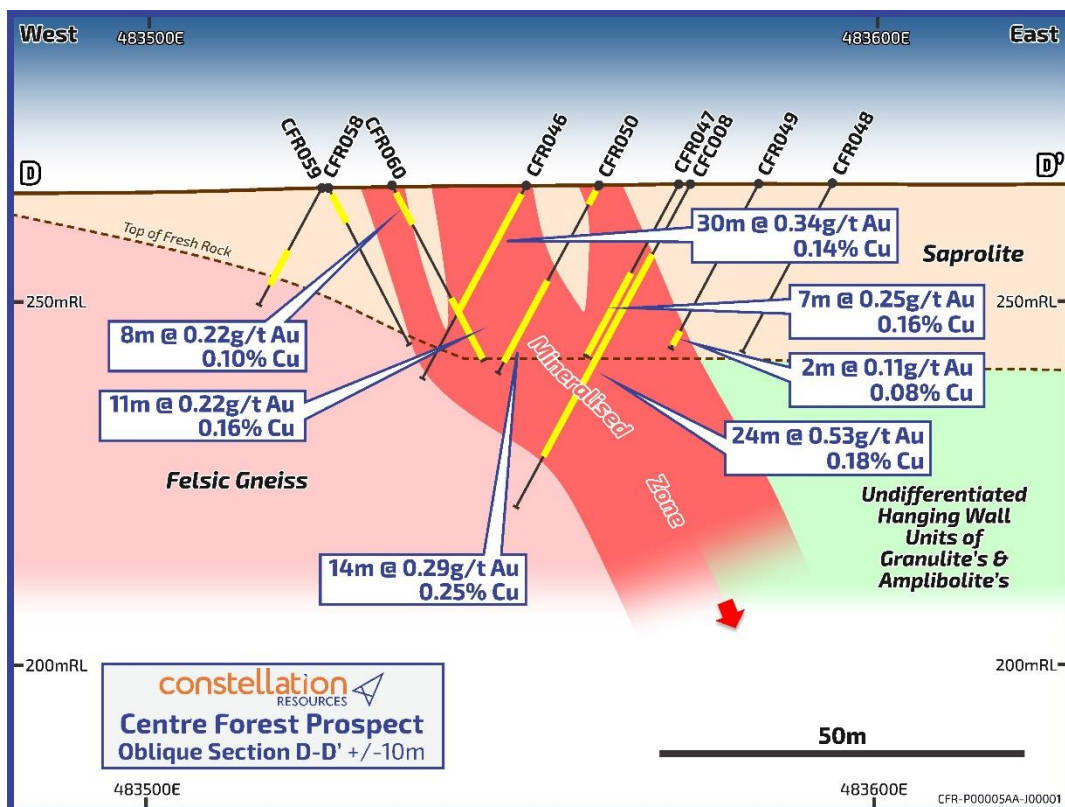 West
483500E
483600E
East
CFR059
CFR058
CFR060
CFR046
CFR050
CFR047
CFC008
CFR049
CFR048
D
D'
Top of Fresh Rock
30m @ 0.34g/t Au
0.14% Cu
Saprolite
250mRL
250mRL
7m @ 0.25g/t Au
0.16% Cu
8m @ 0.22g/t Au
0.10% Cu
2m @ 0.11g/t Au
0.08% Cu
11m @ 0.22g/t Au
0.16% Cu
Mineralised
Zone
24m @ 0.53g/t Au
0.18% Cu
Felsic Gneiss
Undifferentiated
Hanging Wall
Units of
Granulite's &
Amplibolite's
14m @ 0.29g/t Au
0.25% Cu
200mRL
200mRL
constellation
RESOURCES
Centre Forest Prospect
Oblique Section D-D' +/-10m
50m
483500E
483600E
CFR-P00005AA-J00001